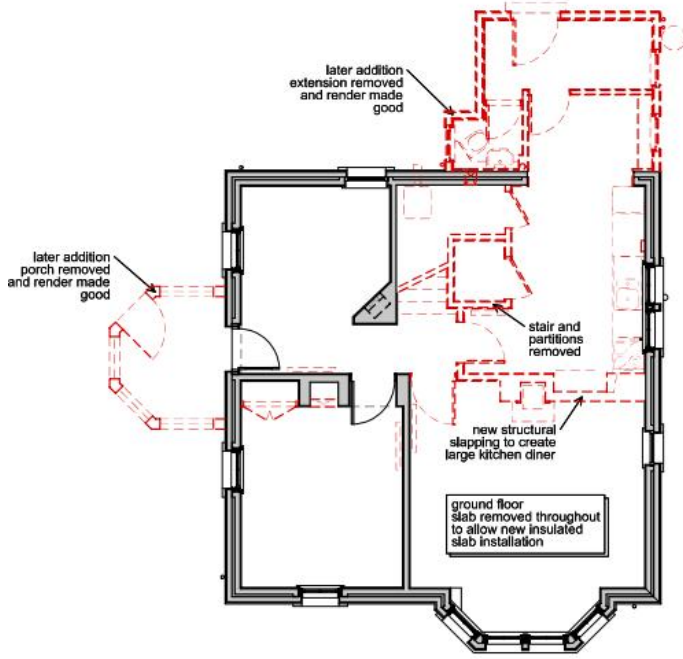 later addition
extension removed
and render made
good
later addition
porch removed
and render made
good
stair and
partitions
removed
new structural
slapping to create
large kitchen diner
ground floor
slab removed throughout
to allow new insulated
slab installation